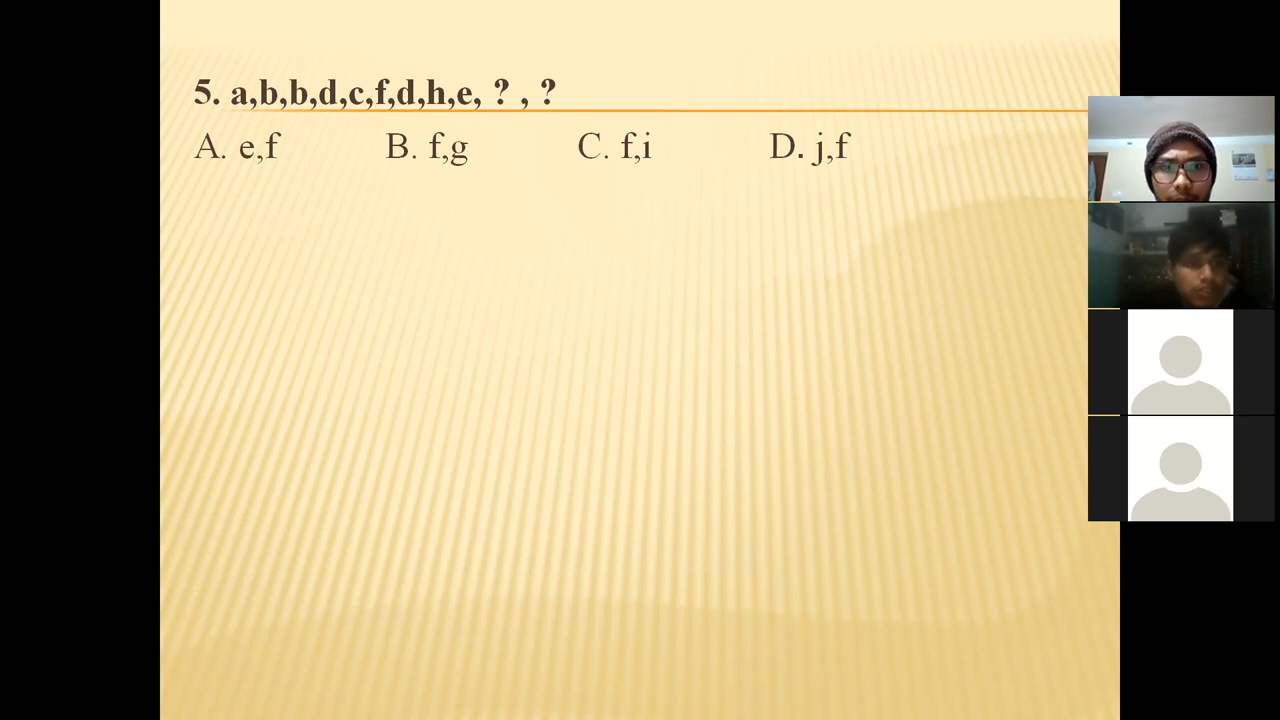 5. a,b,b,d,c,f,d,h,e, ? , ?
A. e,f B. f,g C. f,i D. j,f